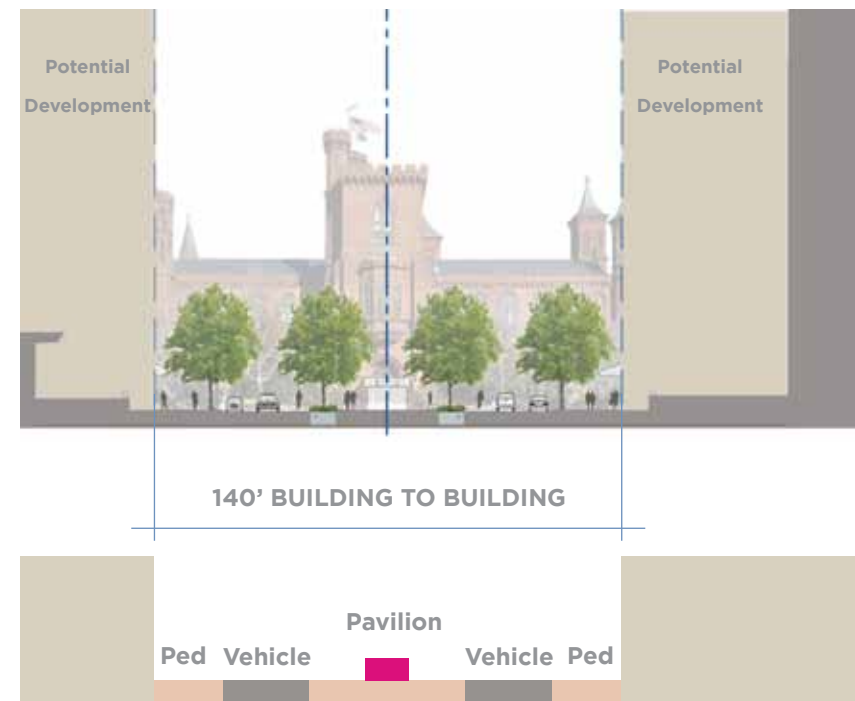 Potential
Development
Potential
Development
140’ BUILDING TO BUILDING
Pavilion
Ped Vehicle Vehicle Ped